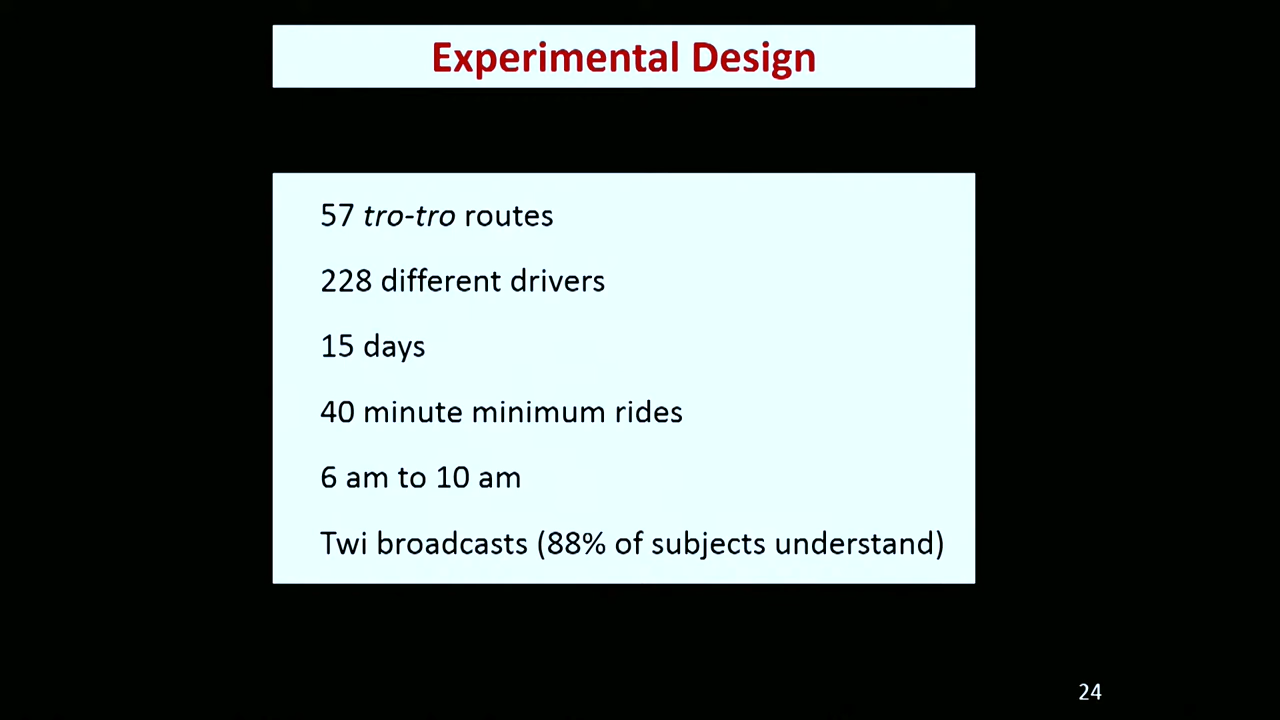 Experimental Design
57 tro-tro routes
228 different drivers
15 days
40 minute minimum rides
6 am to 10 am
Twi broadcasts (88% of subjects understand)
24